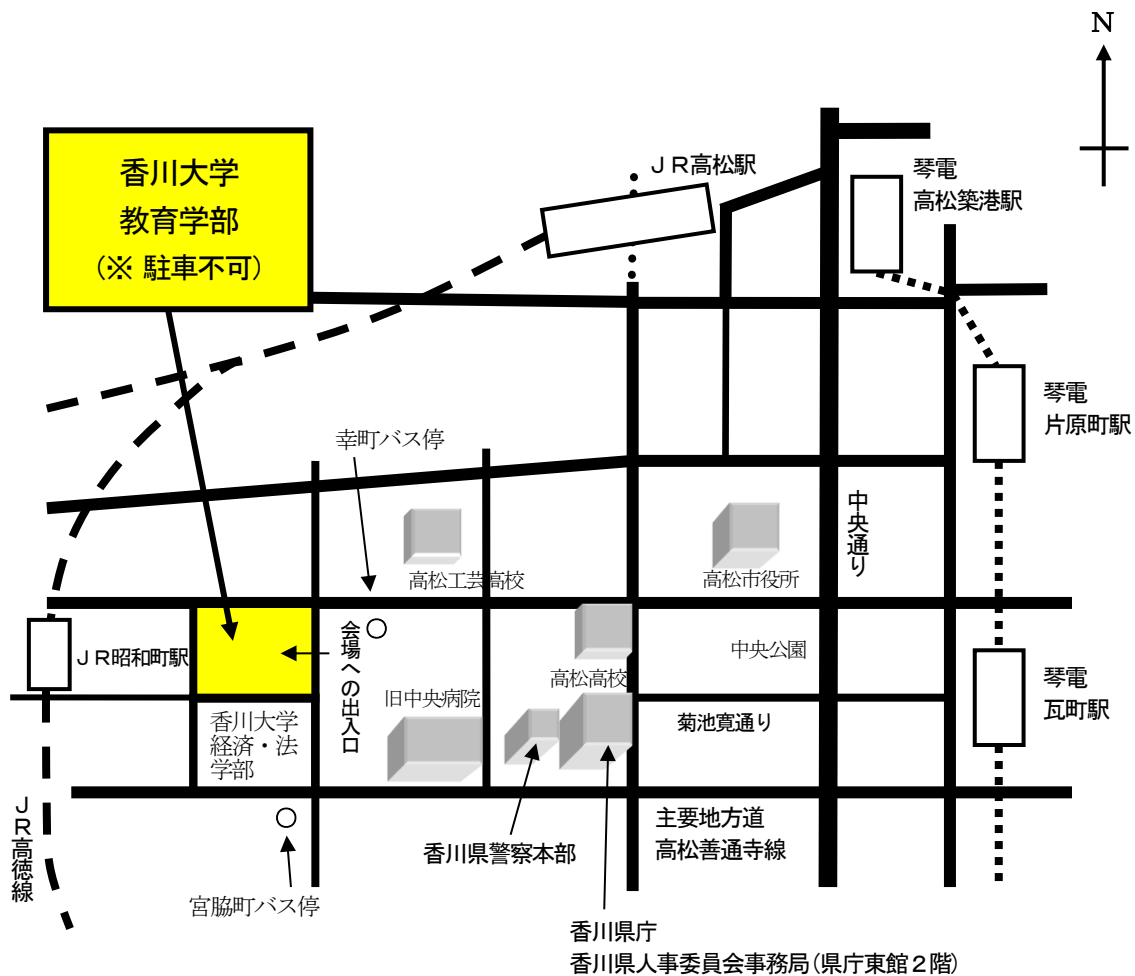 N
香川大学
教育学部
(※ 駐車不可)
ＪＲ高松駅
琴電
高松築港駅
琴電
片原町駅
幸町バス停
中央通り
高松工芸高校
高松市役所
ＪＲ昭和町駅
会場への出入口
中央公園
高松高校
旧中央病院
琴電
瓦町駅
香川大学
経済・法
学部
菊池寛通り
ＪＲ高徳線
主要地方道
高松善通寺線
香川県警察本部
宮脇町バス停
香川県庁
香川県人事委員会事務局(県庁東館２階)